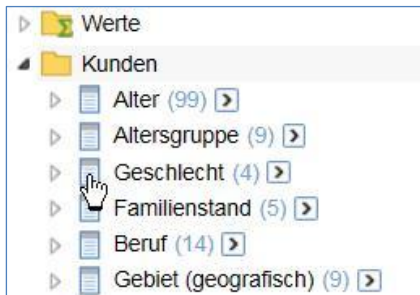 Werte
Kunden
Alter (99)
Altersgruppe (9)
Geschlecht (4)
Familienstand (5)
Beruf (14)
Gebiet (geografisch) (9)